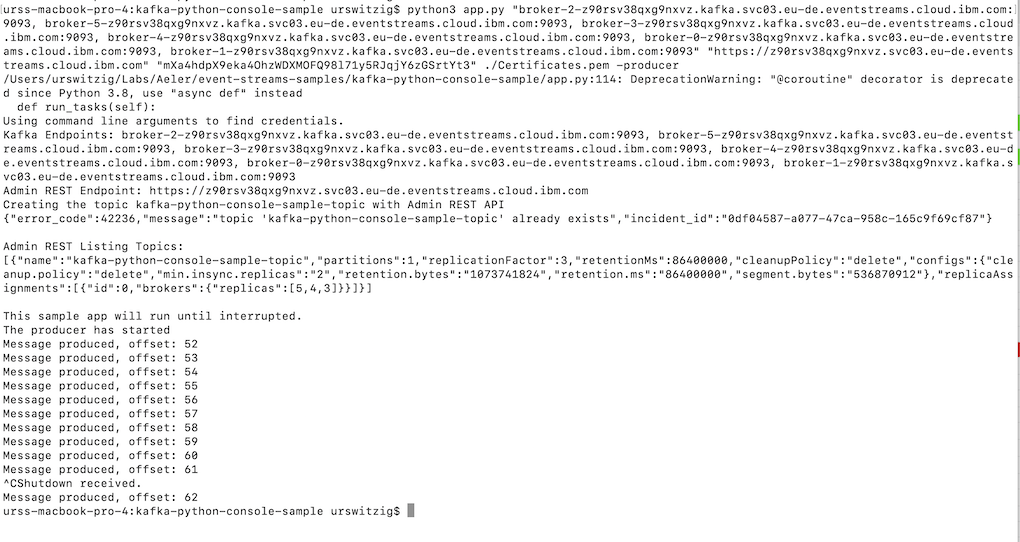 urss-macbook-pro-4:kafka-python-console-sample urswitzig$ python3 app.py "broker-2-z90rsv38qxg9nxvz.kafka.svc03.eu-de.eventstreams.cloud.ibm.com:
9093, broker-5-z90rsv38qxg9nxvz.kafka.svc03.eu-de.eventstreams.cloud.ibm.com:9093, broker-3-z90rsv38qxg9nxvz.kafka.svc03.eu-de.eventstreams.cloud
.ibm.com:9093, broker-4-z90rsv38qxg9nxvz.kafka.svc03.eu-de.eventstreams.cloud.ibm.com:9093, broker-0-z90rsv38qxg9nxvz.kafka.svc03.eu-de.eventstre
ams.cloud.ibm.com:9093, broker-1-z90rsv38qxg9nxvz.kafka.svc03.eu-de.eventstreams.cloud.ibm.com:9093" "https://z90rsv38qxg9nxvz.svc03.eu-de.events
treams.cloud.ibm.com" "mXa4hdpX9eka4OhzWDXMOFQ98l71y5RJqjY6zGSrtYt3" ./Certificates.pem -producer
/Users/urswitzig/Labs/Aeler/event-streams-samples/kafka-python-console-sample/app.py:114: DeprecationWarning: "@coroutine" decorator is deprecate
d since Python 3.8, use "async def" instead
  def run_tasks(self):
Using command line arguments to find credentials.
Kafka Endpoints: broker-2-z90rsv38qxg9nxvz.kafka.svc03.eu-de.eventstreams.cloud.ibm.com:9093, broker-5-z90rsv38qxg9nxvz.kafka.svc03.eu-de.eventst
reams.cloud.ibm.com:9093, broker-3-z90rsv38qxg9nxvz.kafka.svc03.eu-de.eventstreams.cloud.ibm.com:9093, broker-4-z90rsv38qxg9nxvz.kafka.svc03.eu-d
e.eventstreams.cloud.ibm.com:9093, broker-0-z90rsv38qxg9nxvz.kafka.svc03.eu-de.eventstreams.cloud.ibm.com:9093, broker-1-z90rsv38qxg9nxvz.kafka.s
vc03.eu-de.eventstreams.cloud.ibm.com:9093
Admin REST Endpoint: https://z90rsv38qxg9nxvz.svc03.eu-de.eventstreams.cloud.ibm.com
Creating the topic kafka-python-console-sample-topic with Admin REST API
{"error_code":42236,"message":"topic 'kafka-python-console-sample-topic' already exists","incident_id":"0df04587-a077-47ca-958c-165c9f69cf87"}

Admin REST Listing Topics:
[{"name":"kafka-python-console-sample-topic","partitions":1,"replicationFactor":3,"retentionMs":86400000,"cleanupPolicy":"delete","configs":{"cle
anup.policy":"delete","min.insync.replicas":"2","retention.bytes":"1073741824","retention.ms":"86400000","segment.bytes":"536870912"},"replicaAss
ignments":[{"id":0,"brokers":{"replicas":[5,4,3]}}]}]

This sample app will run until interrupted.
The producer has started
Message produced, offset: 52
Message produced, offset: 53
Message produced, offset: 54
Message produced, offset: 55
Message produced, offset: 56
Message produced, offset: 57
Message produced, offset: 58
Message produced, offset: 59
Message produced, offset: 60
Message produced, offset: 61
^CShutdown received.
Message produced, offset: 62
urss-macbook-pro-4:kafka-python-console-sample urswitzig$